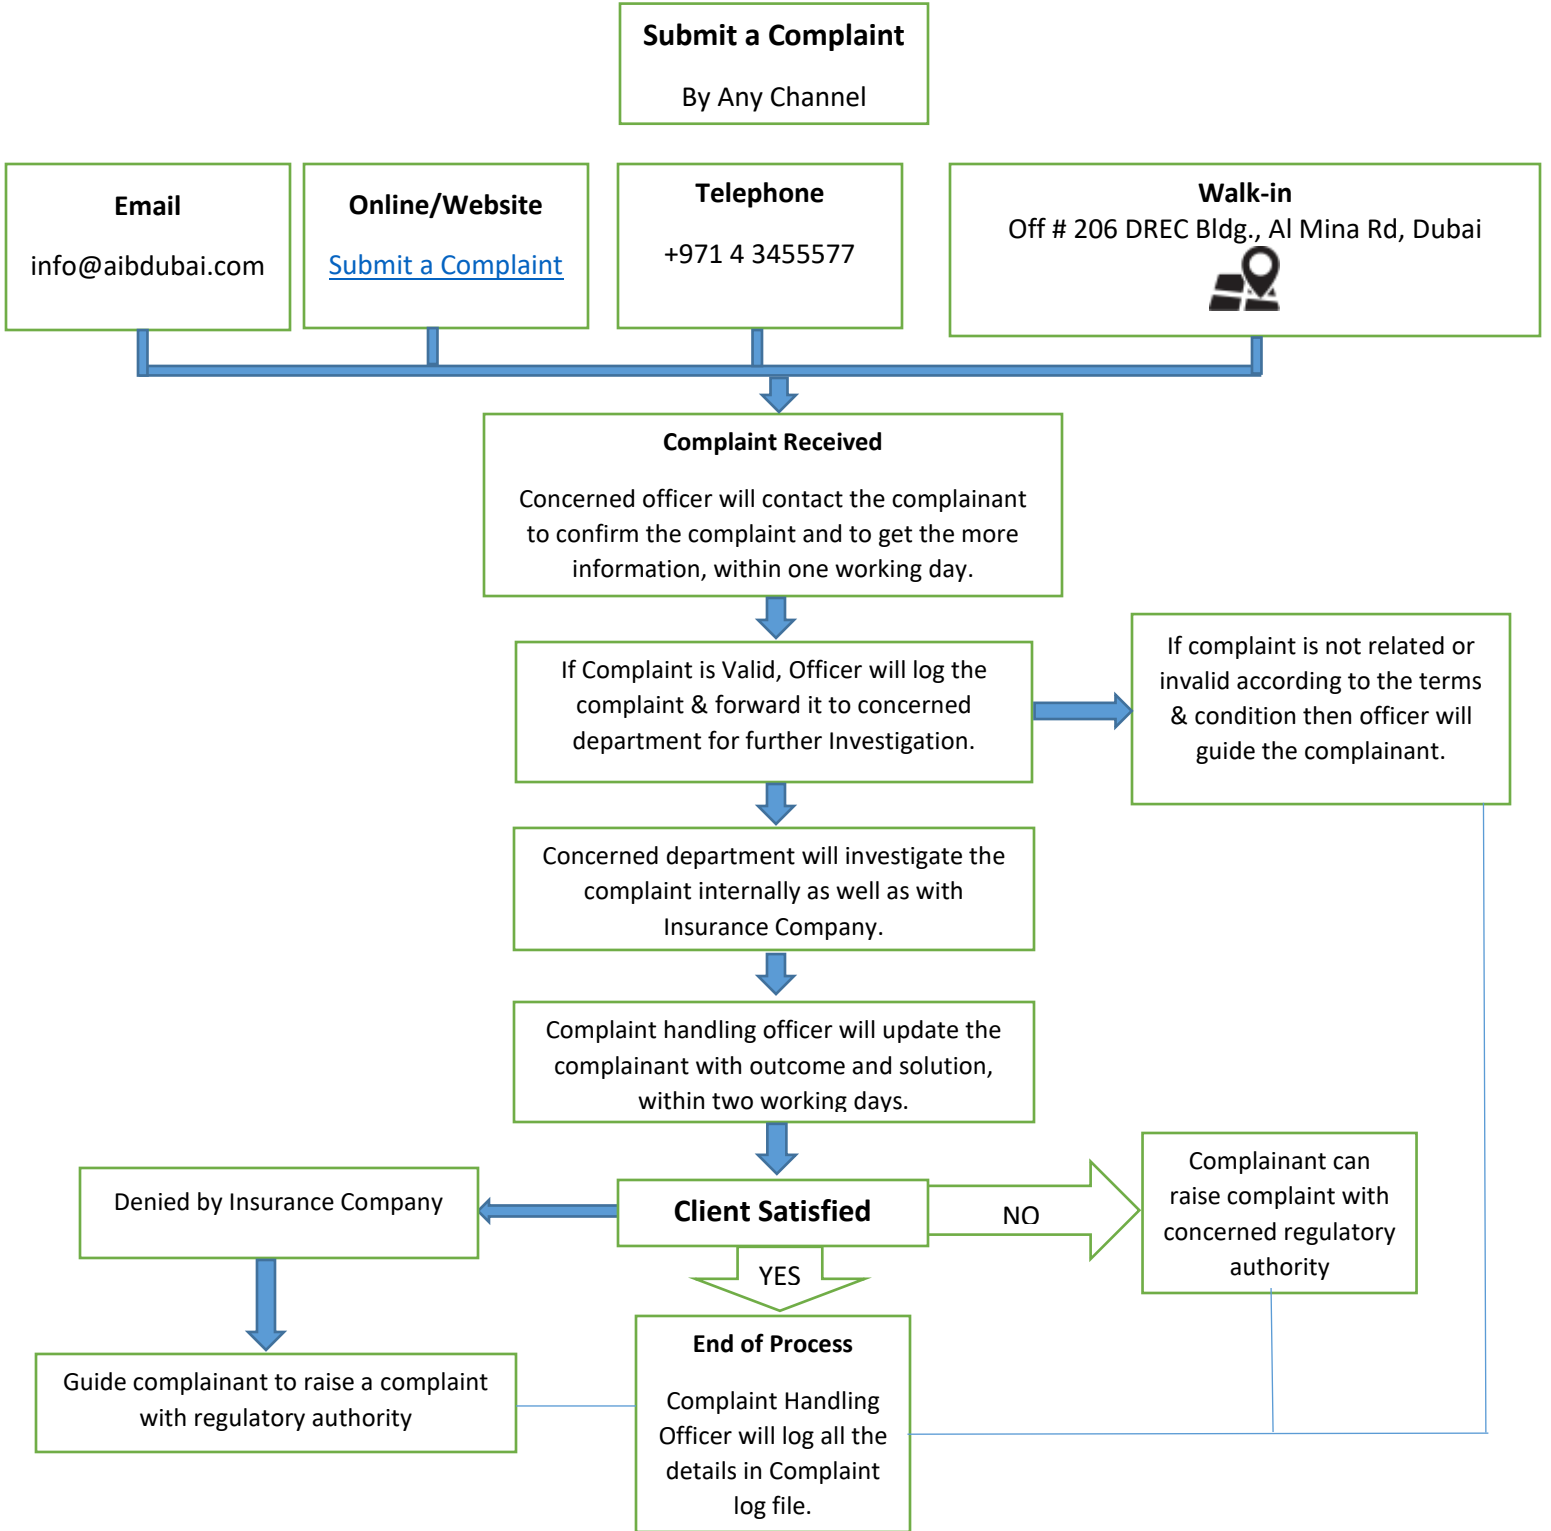 Submit a Complaint
By Any Channel
Email
info@aibdubai.com
Online/Website
Submit a Complaint
Telephone
+971 4 3455577
Walk-in
Off # 206 DREC Bldg., Al Mina Rd, Dubai
Complaint Received
Concerned officer will contact the complainant
to confirm the complaint and to get the more
information, within one working day.
If Complaint is Valid, Officer will log the
complaint & forward it to concerned
department for further Investigation.
If complaint is not related or
invalid according to the terms
& condition then officer will
guide the complainant.
Concerned department will investigate the
complaint internally as well as with
Insurance Company.
Complaint handling officer will update the
complainant with outcome and solution,
within two working days.
Denied by Insurance Company
Client Satisfied
NO
Complainant can
raise complaint with
concerned regulatory
authority
YES
Guide complainant to raise a complaint
with regulatory authority
End of Process
Complaint Handling
Officer will log all the
details in Complaint
log file.